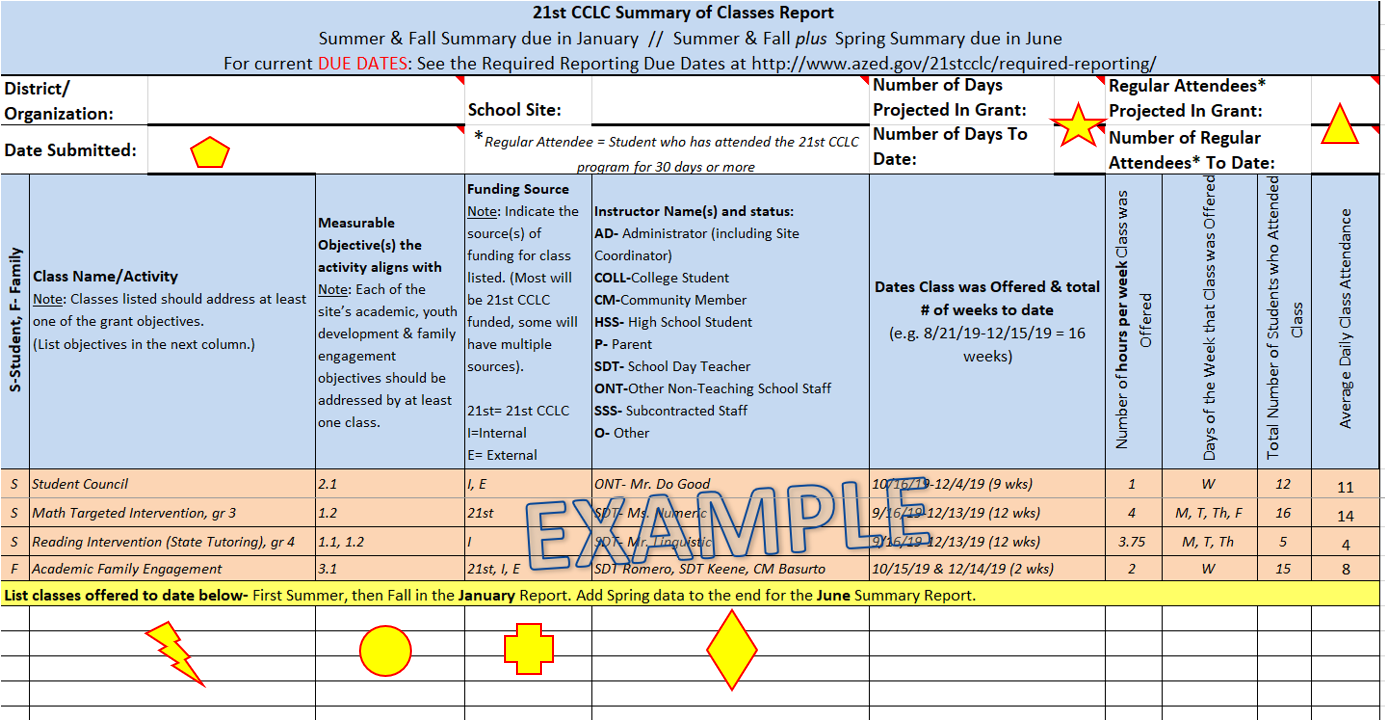 21st CCLC Summary of Classes Report
Summer & Fall Summary due in January // Summer & Fall plus Spring Summary due in June
For current DUE DATES: See the Required Reporting Due Dates at http://www.azed.gov/21stcclc/required-reporting/
District/
Organization:
School Site:
Number of Days
Projected In Grant:
Regular Attendees*
Projected In Grant:
Date Submitted:
*Regular Attendee = Student who has attended the 21st CCLC
program for 30 days or more
Number of Days To
Date:
Number of Regular
Attendees* To Date:
S-Student, F- Family
Class Name/Activity
Note: Classes listed should address at least
one of the grant objectives.
(List objectives in the next column.)
Measurable
Objective(s) the
activity aligns with
Note: Each of the
site's academic, youth
development & family
engagement
objectives should be
addressed by at least
one class.
Funding Source
Note: Indicate the
source(s) of
funding for class
listed. (Most will
be 21st CCLC
funded, some will
have multiple
sources).
21st= 21st CCLC
I=Internal
E= External
Instructor Name(s) and status:
AD- Administrator (including Site
Coordinator)
COLL-College Student
CM-Community Member
HSS- High School Student
P- Parent
SDT- School Day Teacher
ONT-Other Non-Teaching School Staff
SSS- Subcontracted Staff
O- Other
Dates Class was Offered & total
# of weeks to date
(e.g. 8/21/19-12/15/19 = 16
weeks)
Number of hours per week Class was
Offered
Days of the Week that Class was Offered
Total Number of Students who Attended
Class
Average Daily Class Attendance
S Student Council 2.1 I, E ONT- Mr. Do Good 10/16/19-12/4/19 (9 wks) 1 W 12 11
S Math Targeted Intervention, gr 3 1.2 21st SDT- Ms. Numeric 9/16/19-12/13/19 (12 wks) 4 M, T, Th, F 16 14
S Reading Intervention (State Tutoring), gr 4 1.1, 1.2 I SDT- Mr. Linguistic 9/16/19-12/13/19 (12 wks) 3.75 M, T, Th 5 4
F Academic Family Engagement 3.1 21st, I, E SDT Romero, SDT Keene, CM Basurto 10/15/19 & 12/14/19 (2 wks) 2 W 15 8
EXAMPLE
List classes offered to date below- First Summer, then Fall in the January Report. Add Spring data to the end for the June Summary Report.